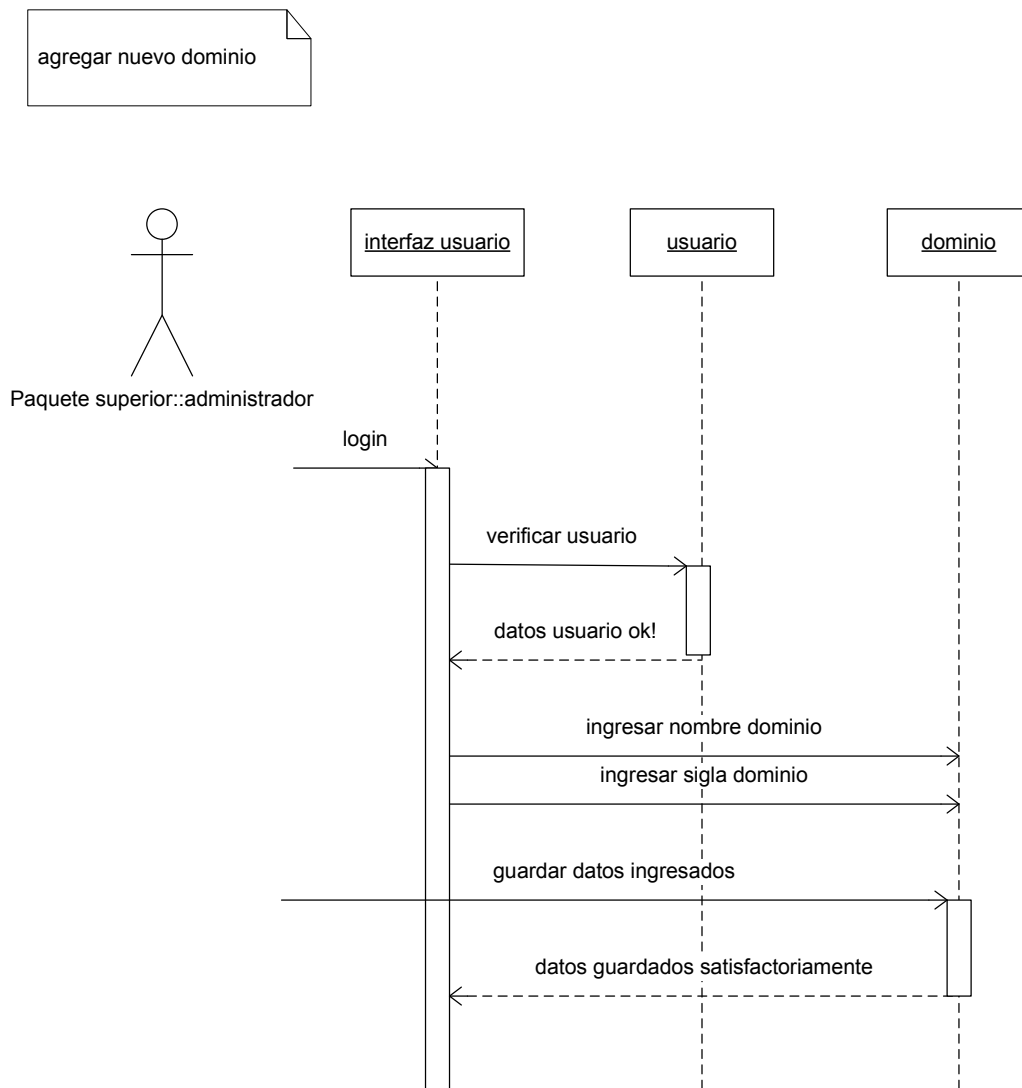 agregar nuevo dominio
interfaz usuario
usuario
dominio
Paquete superior::administrador
login
verificar usuario
datos usuario ok!
ingresar nombre dominio
ingresar sigla dominio
guardar datos ingresados
datos guardados satisfactoriamente